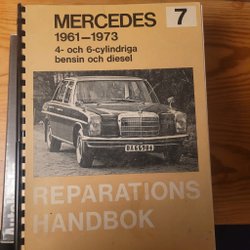 MERCEDES 7
1961—1973
4- och 6-cylindriga
bensin och diesel
REPARATIONS
HANDBOK